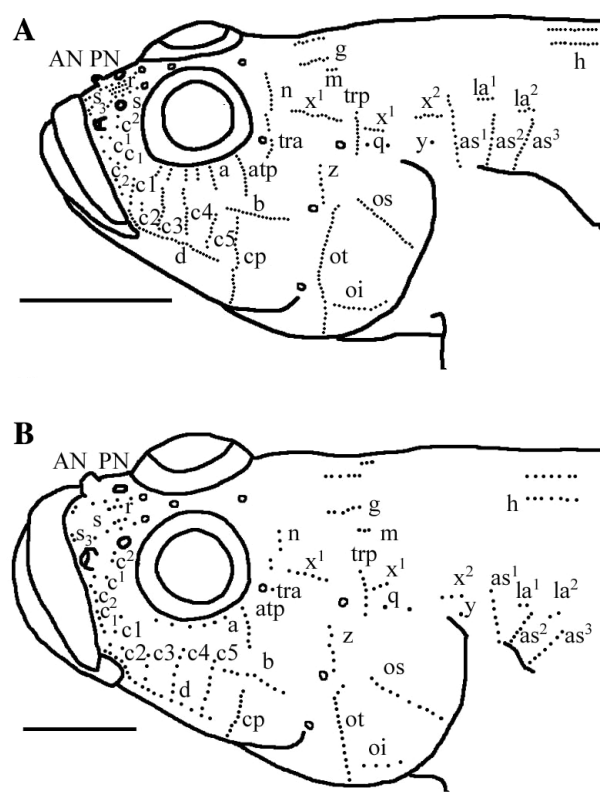 A
AN PN
g
h
r
m
s
s3
n
x1
trp
x1
x2
la1
la2
c2
c1
c1
tra
q
y
as1
as2
as3
c2
c1
a
atp
z
c2
c3
c4
b
os
c5
d
cp
ot
oi
B
AN PN
r
g
h
s
m
s3
n
c2
x1
trp
x1
x2
as1
la1
la2
c1
c2
tra
q
y
c1
c1
a
atp
z
as2
as3
c2
c3
c4
c5
b
os
d
cp
ot
oi